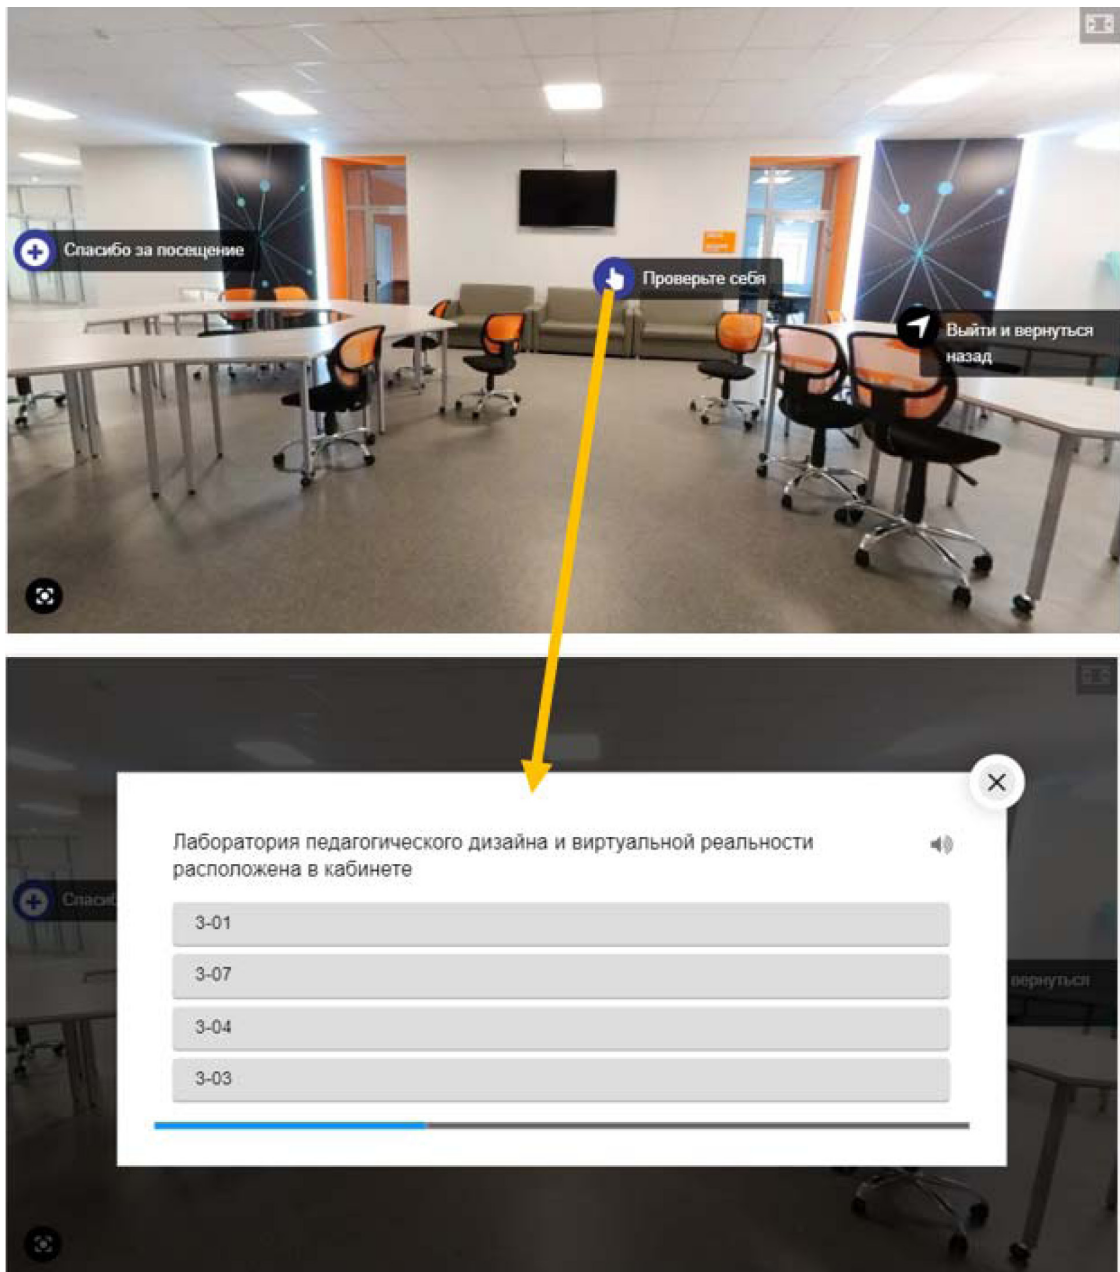 Спасибо за посещение
Проверьте себя
Выйти и вернуться
назад
Лаборатория педагогического дизайна и виртуальной реальности
расположена в кабинете
Спасиб
вернуться
3-01
3-07
3-04
3-03